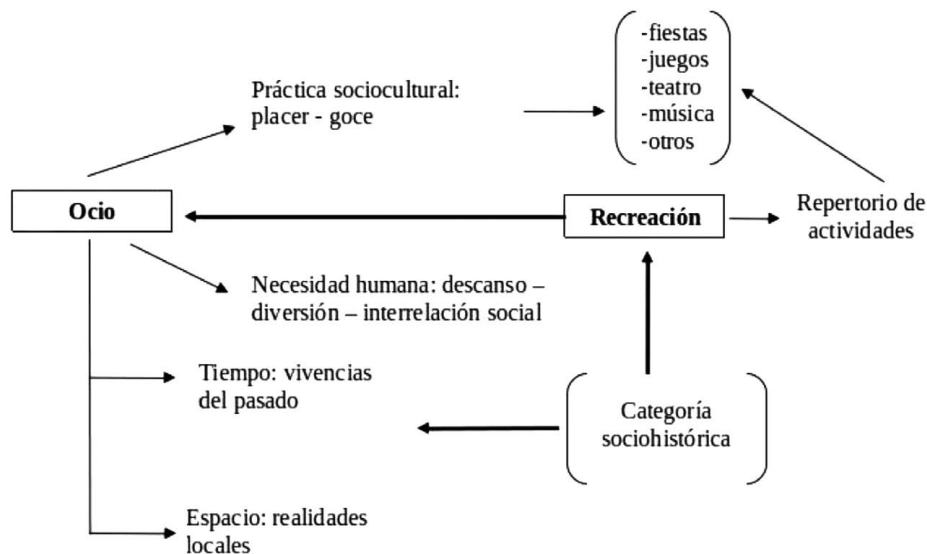 -fiestas
-juegos
-teatro
-música
-otros
Práctica sociocultural:
placer - goce
Ocio
Recreación
Repertorio de
actividades
Necesidad humana: descanso –
diversión – interrelación social
Tiempo: vivencias
del pasado
Categoría
sociohistórica
Espacio: realidades
locales